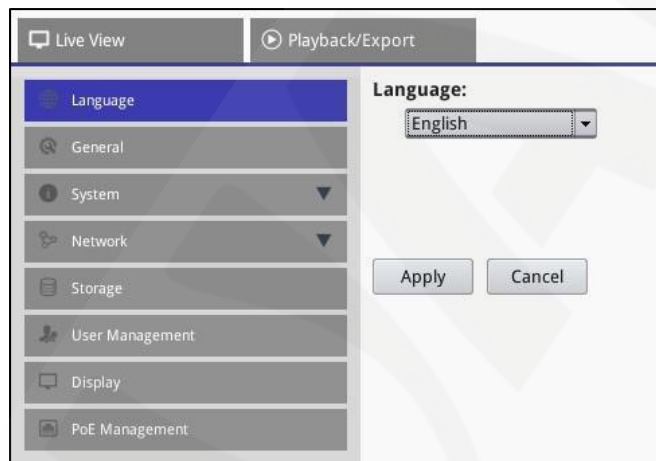 Live View
Playback/Export
Language
General
System
Network
Storage
User Management
Display
PoE Management
Language:
English
Apply Cancel